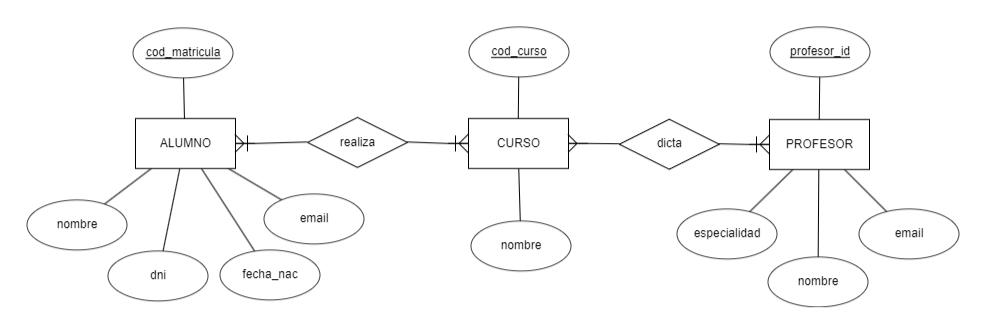 cod_matricula
cod_curso
profesor_id
ALUMNO
realiza
CURSO
dicta
PROFESOR
nombre
email
especialidad
email
nombre
dni
fecha_nac
nombre